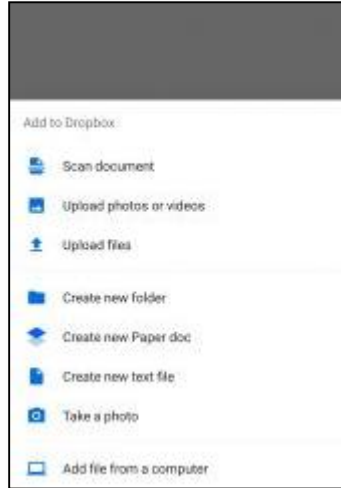 Add to Dropbox
Scan document
Upload photos or videos
Upload files
Create new folder
Create new Paper doc
Create new text file
Take a photo
Add file from a computer